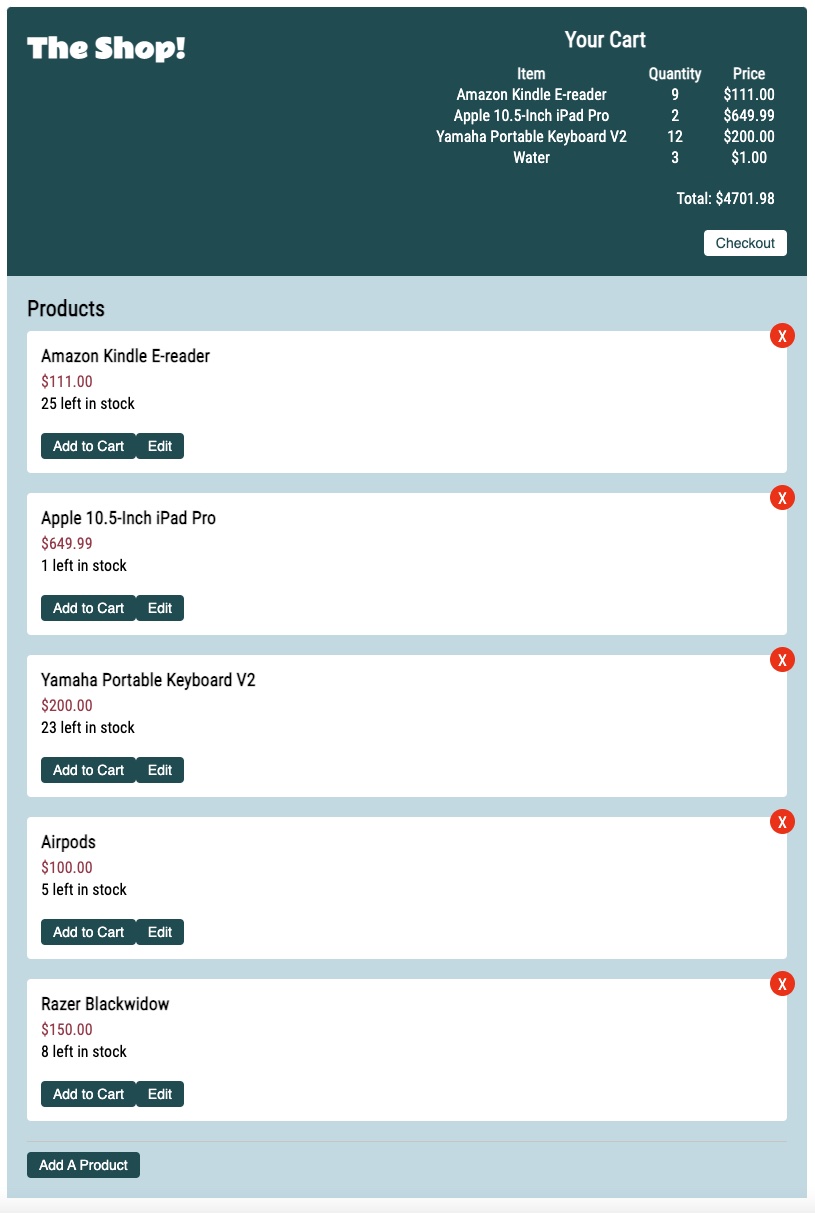 The Shop!
Your Cart
Item Quantity Price
Amazon Kindle E-reader 9 $111.00
Apple 10.5-Inch iPad Pro 2 $649.99
Yamaha Portable Keyboard V2 12 $200.00
Water 3 $1.00
Total: $4701.98
Checkout
Products
X
Amazon Kindle E-reader
$111.00
25 left in stock
Add to Cart Edit
X
Apple 10.5-Inch iPad Pro
$649.99
1 left in stock
Add to Cart Edit
X
Yamaha Portable Keyboard V2
$200.00
23 left in stock
Add to Cart Edit
X
Airpods
$100.00
5 left in stock
Add to Cart Edit
X
Razer Blackwidow
$150.00
8 left in stock
Add to Cart Edit
Add A Product